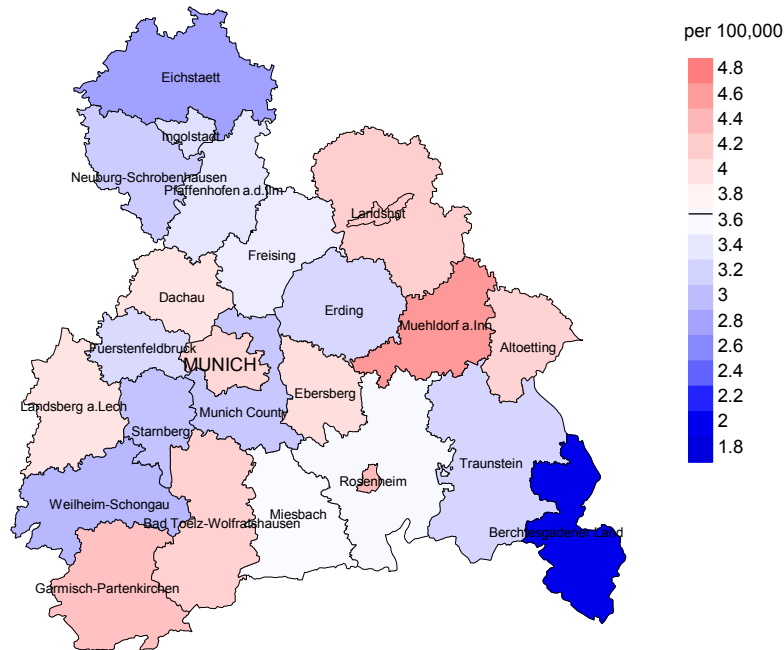 per 100,000
4.8
4.6
4.4
4.2
4
3.8
3.6
3.4
3.2
3
2.8
2.6
2.4
2.2
2
1.8
Eichstaett
Ingolstadt
Neuburg-Schrobenhausen
Pfaffenhofen a.d.Ilm
Landshut
Freising
Dachau
Erding
Muehldorf a.Inn
Altoetting
Fuerstenfeldbruck
MUNICH
Ebersberg
Landsberg a.Lech
Munich County
Starnberg
Traunstein
Rosenheim
Weilheim-Schongau
Miesbach
Bad Toelz-Wolfratshausen
Berchtesgadener Land
Garmisch-Partenkirchen